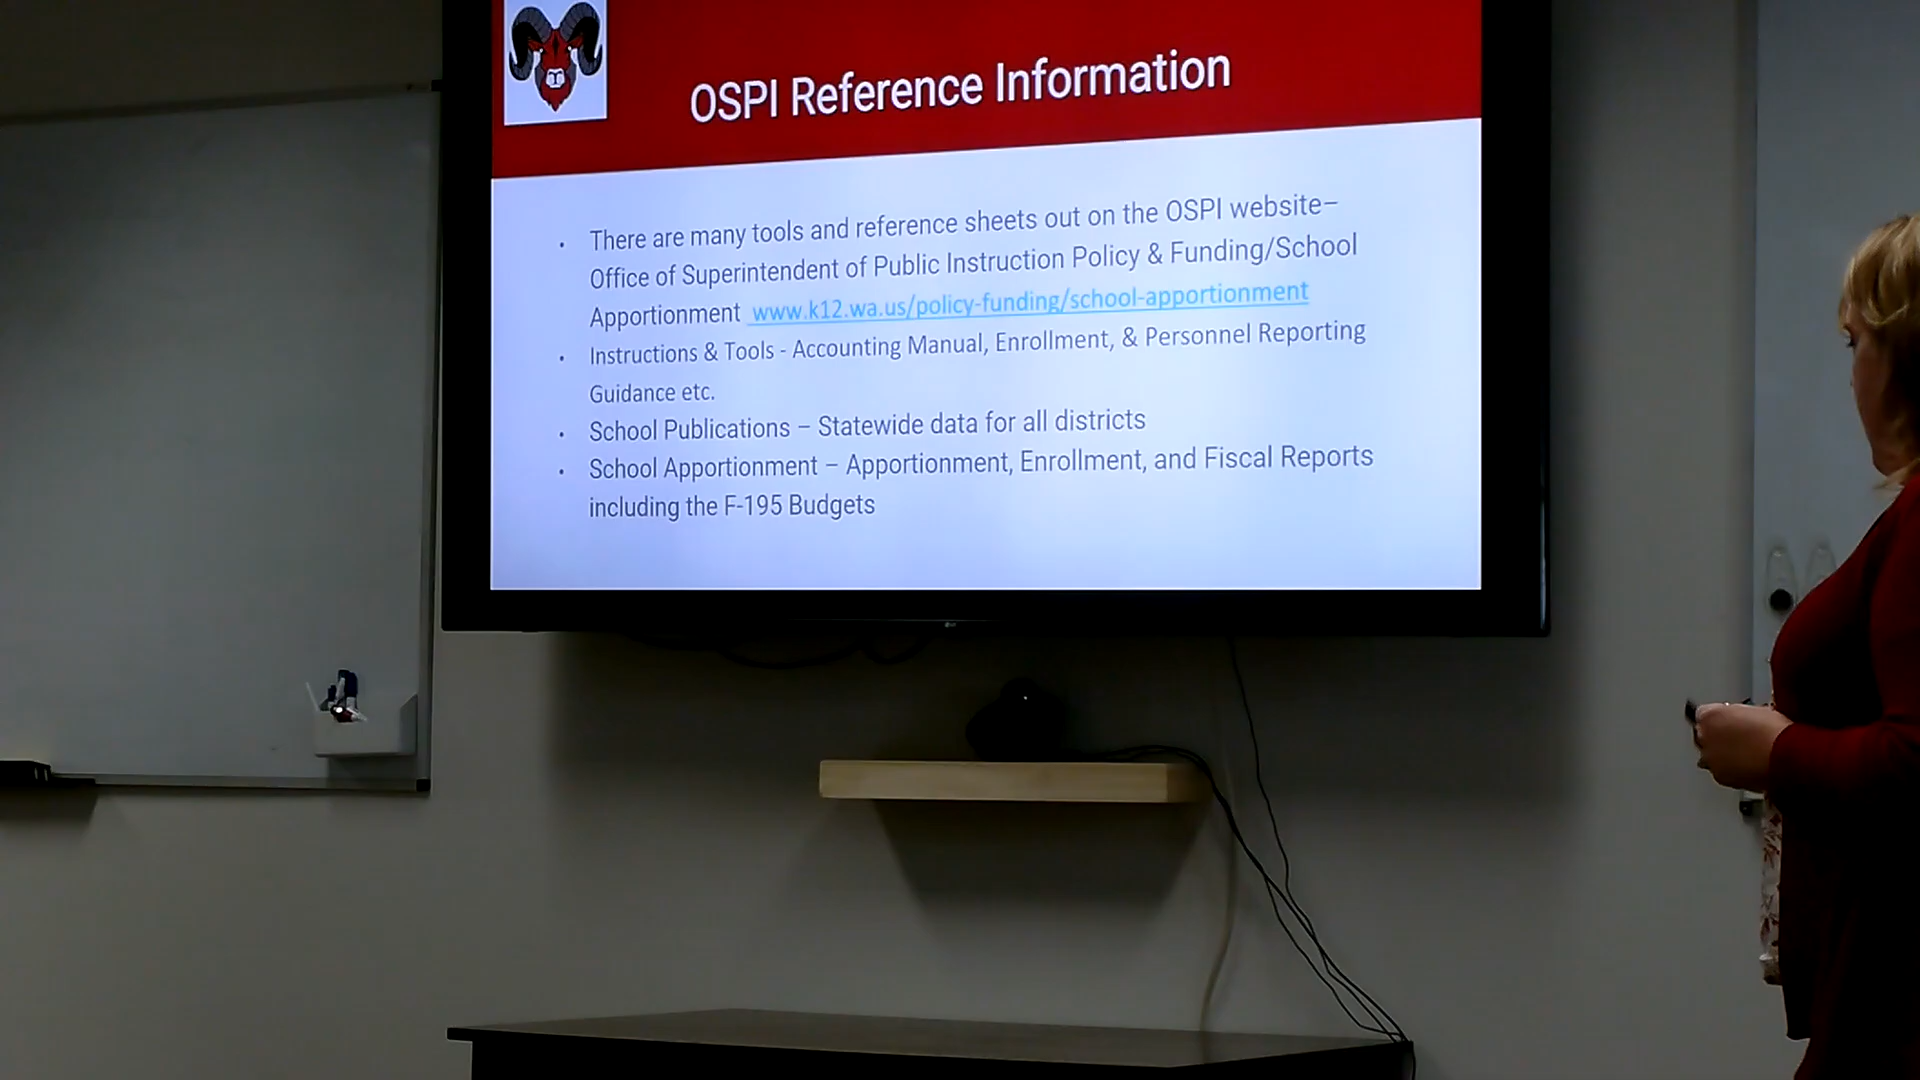 OSPI Reference Information
• There are many tools and reference sheets out on the OSPI website–
Office of Superintendent of Public Instruction Policy & Funding/School
Apportionment www.k12.wa.us/policy-funding/school-apportionment
• Instructions & Tools - Accounting Manual, Enrollment, & Personnel Reporting
Guidance etc.
• School Publications – Statewide data for all districts
• School Apportionment – Apportionment, Enrollment, and Fiscal Reports
including the F-195 Budgets
LG